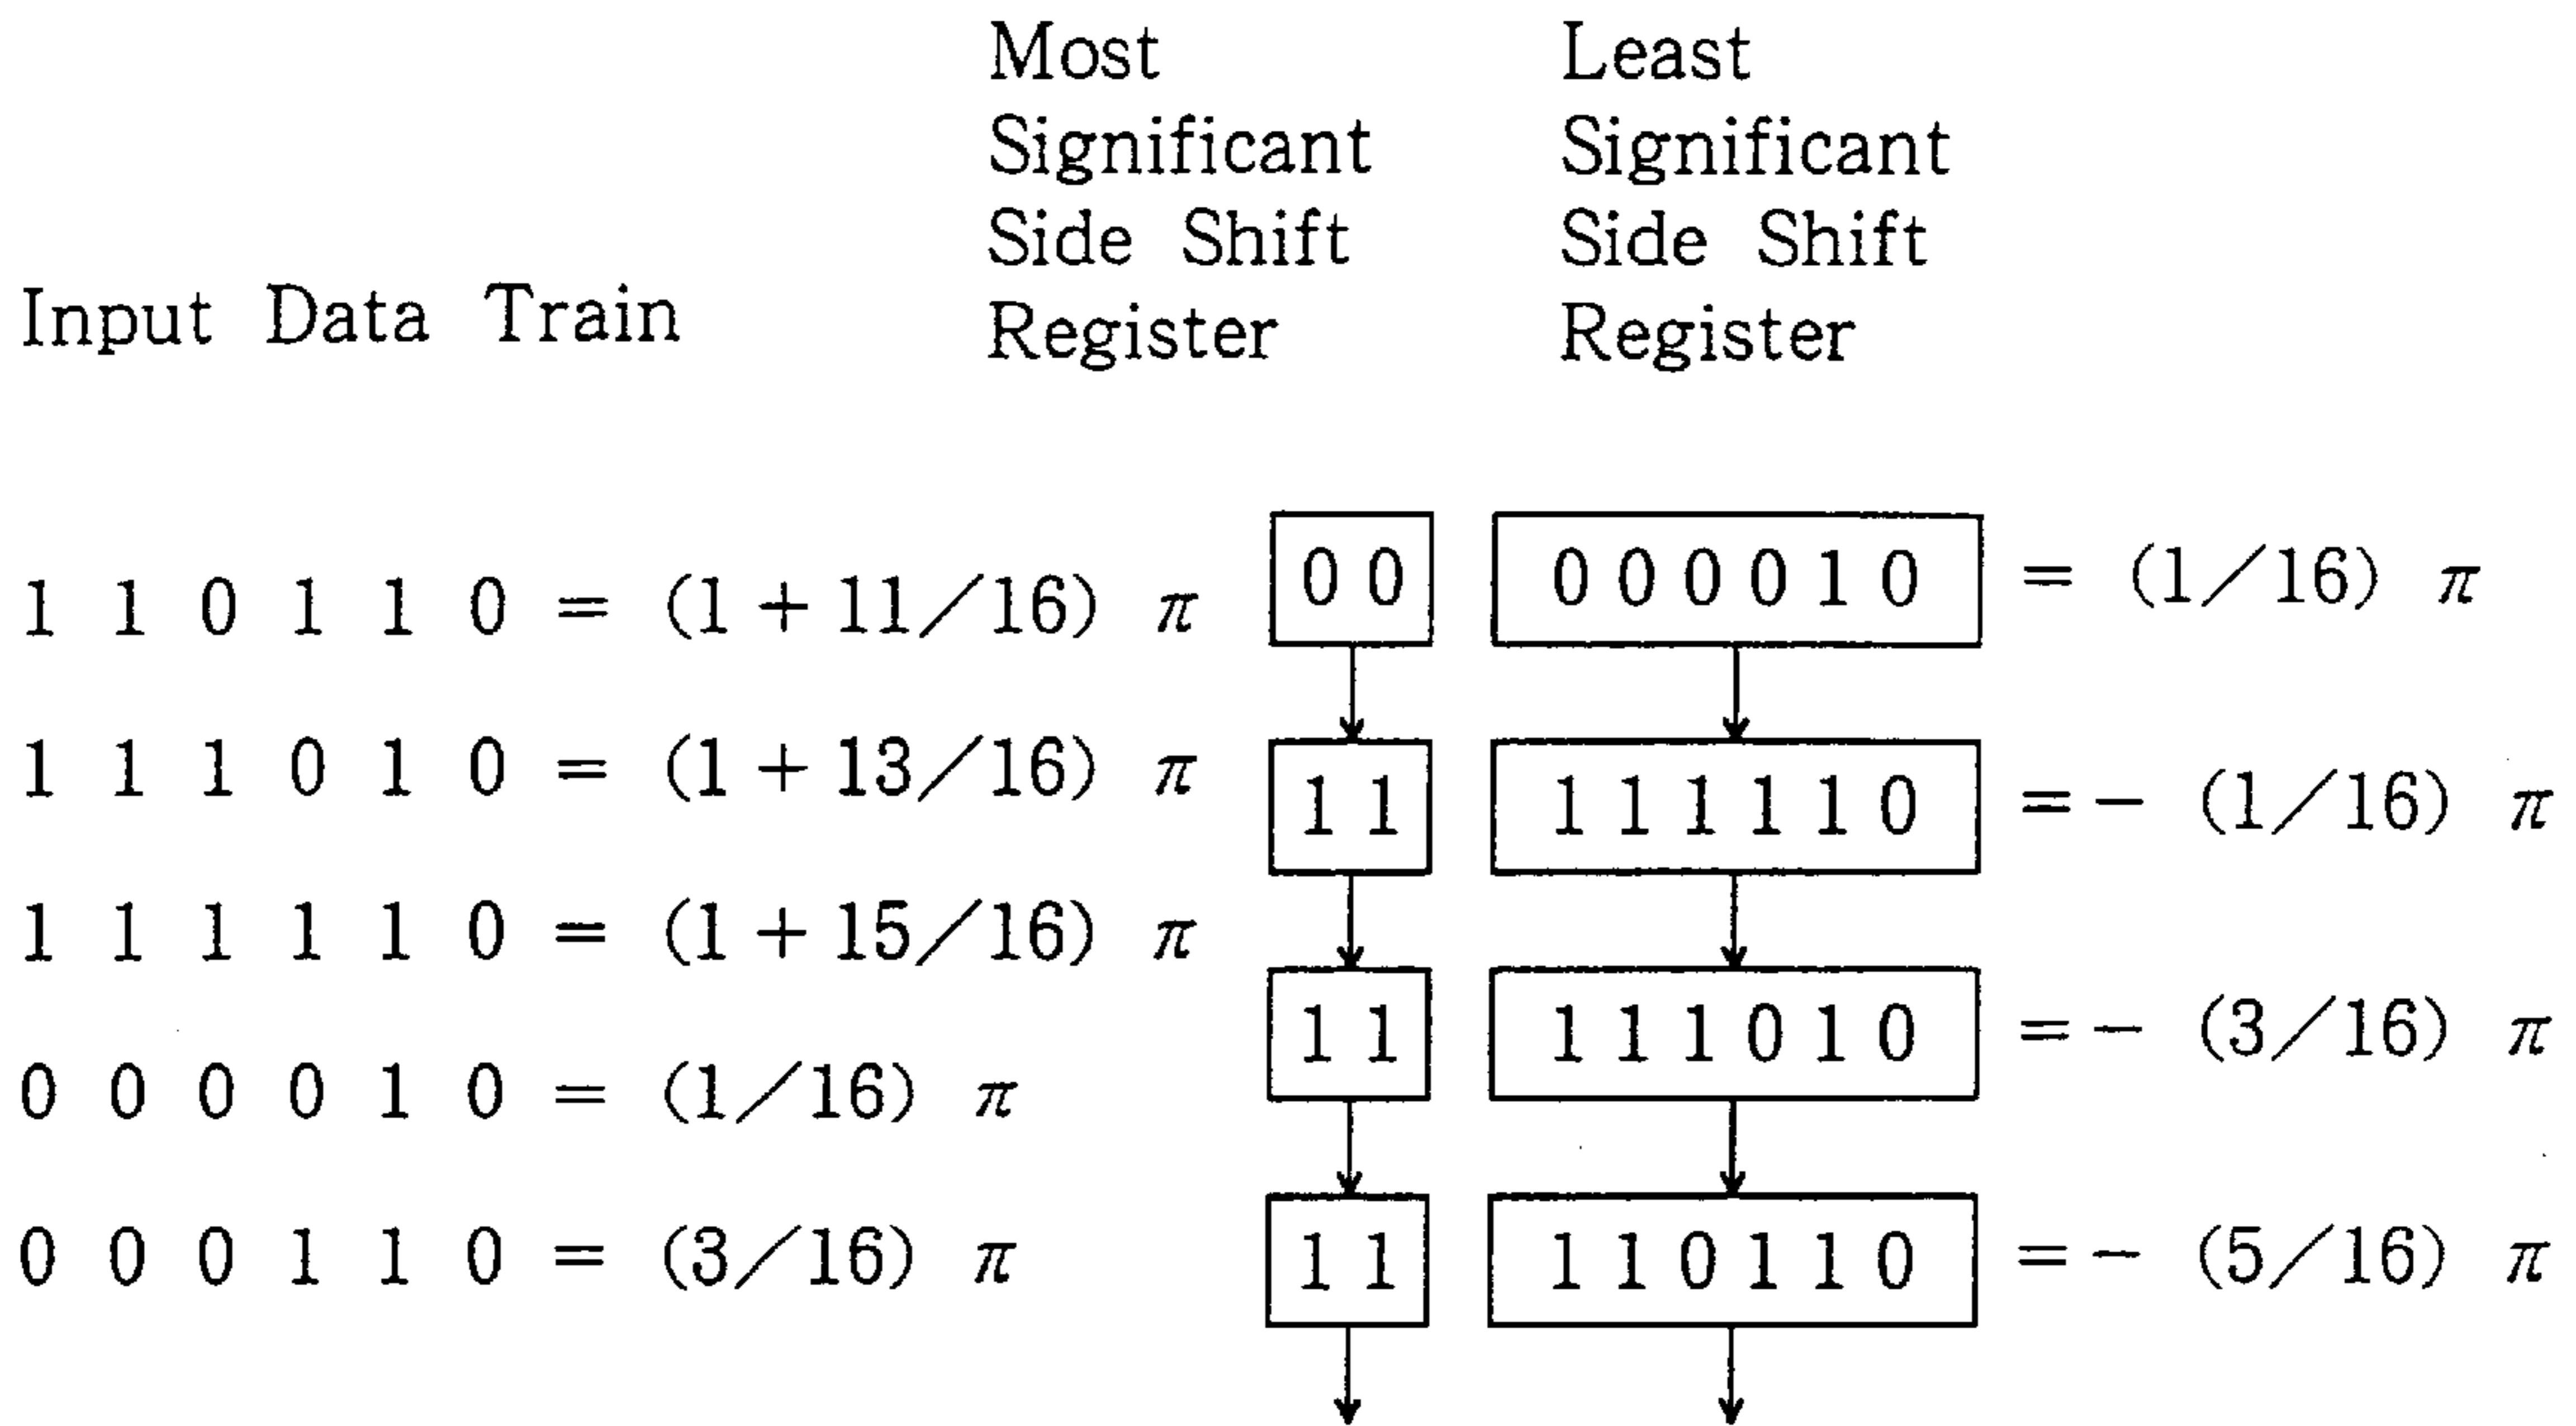 Most
Significant
Side Shift
Register
Least
Significant
Side Shift
Register
Input Data Train
1 1 0 1 1 0 = (1 + 11/16) π
0 0
0 0 0 0 1 0
= (1/16) π
1 1 1 0 1 0 = (1 + 13/16) π
1 1
1 1 1 1 1 0
= - (1/16) π
1 1 1 1 1 0 = (1 + 15/16) π
1 1
1 1 1 0 1 0
= - (3/16) π
0 0 0 0 1 0 = (1/16) π
0 0 0 1 1 0 = (3/16) π
1 1
1 1 0 1 1 0
= - (5/16) π